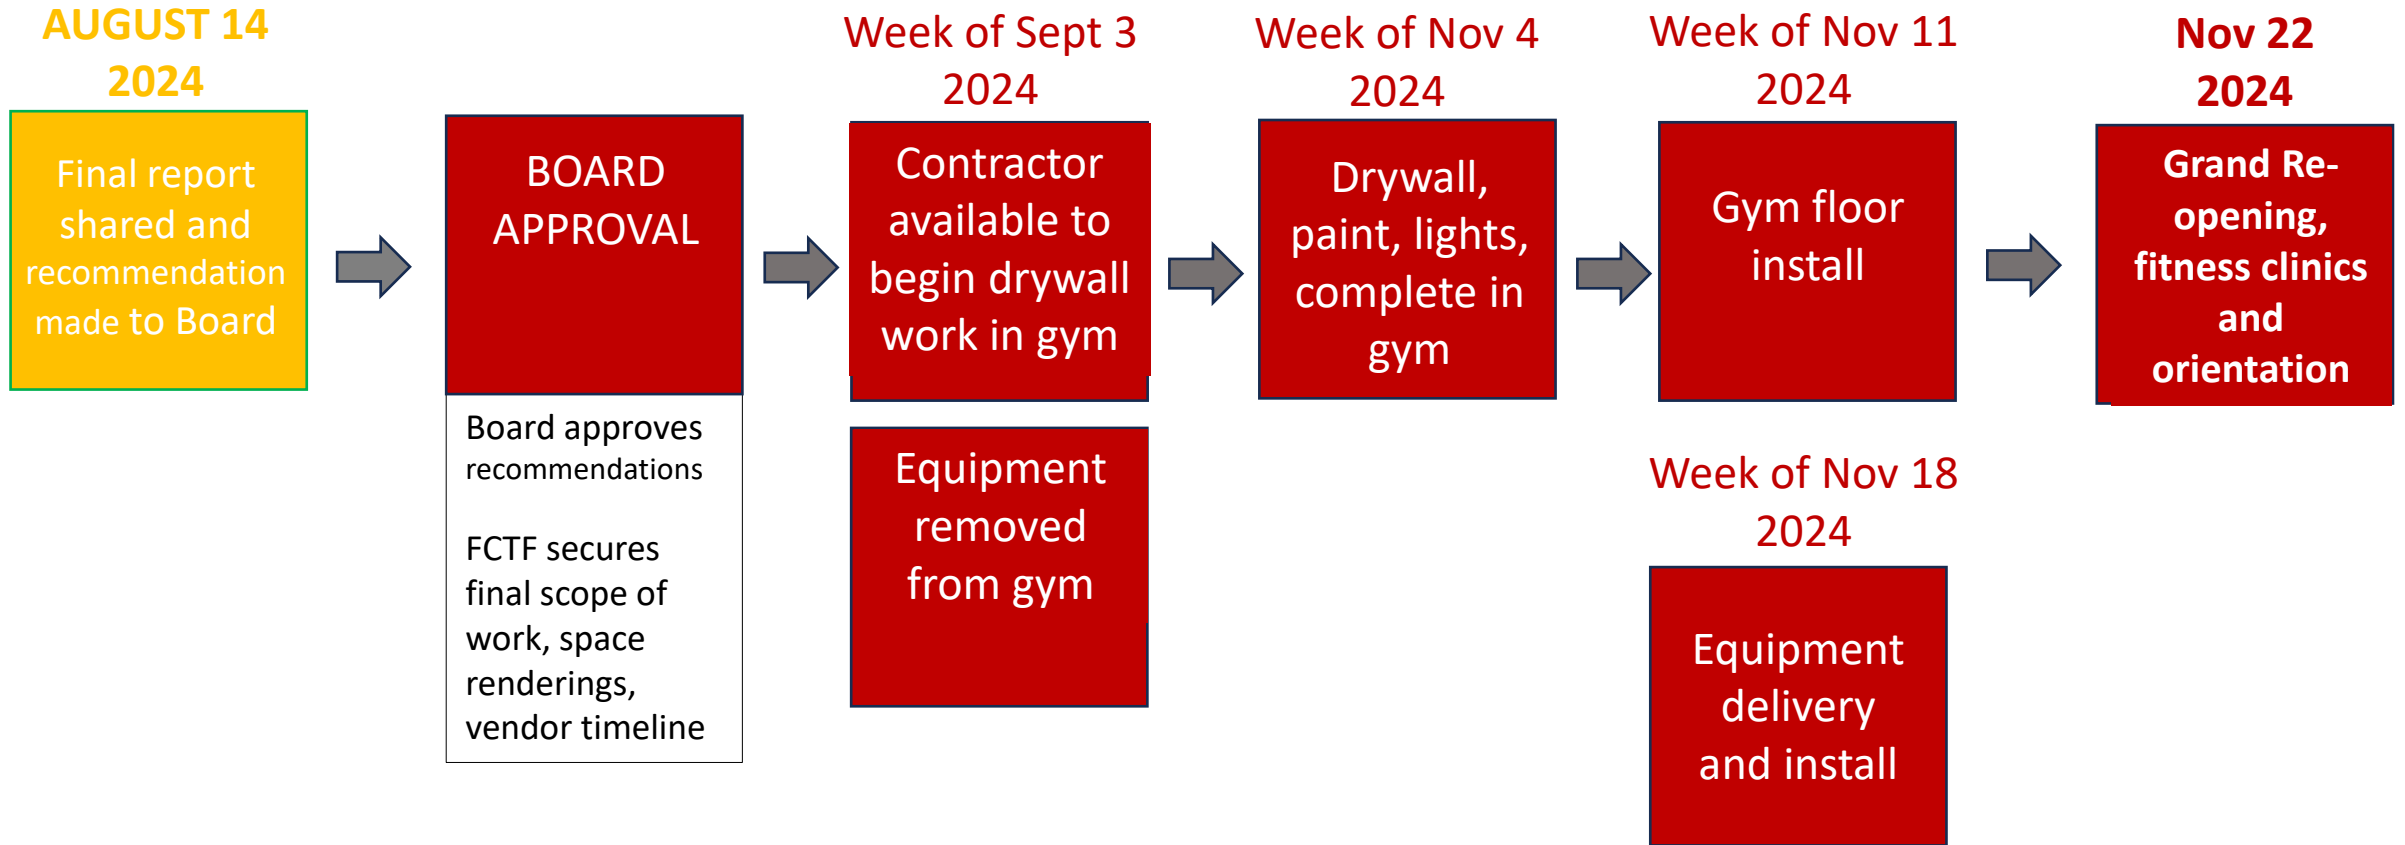 AUGUST 14
2024
Final report
shared and
recommendation
made to Board
BOARD
APPROVAL
Board approves
recommendations
FCTF secures
final scope of
work, space
renderings,
vendor timeline
Week of Sept 3
2024
Contractor
available to
begin drywall
work in gym
Equipment
removed
from gym
Week of Nov 4
2024
Drywall,
paint, lights,
complete in
gym
Week of Nov 11
2024
Gym floor
install
Week of Nov 18
2024
Equipment
delivery
and install
Nov 22
2024
Grand Re-
opening,
fitness clinics
and
orientation